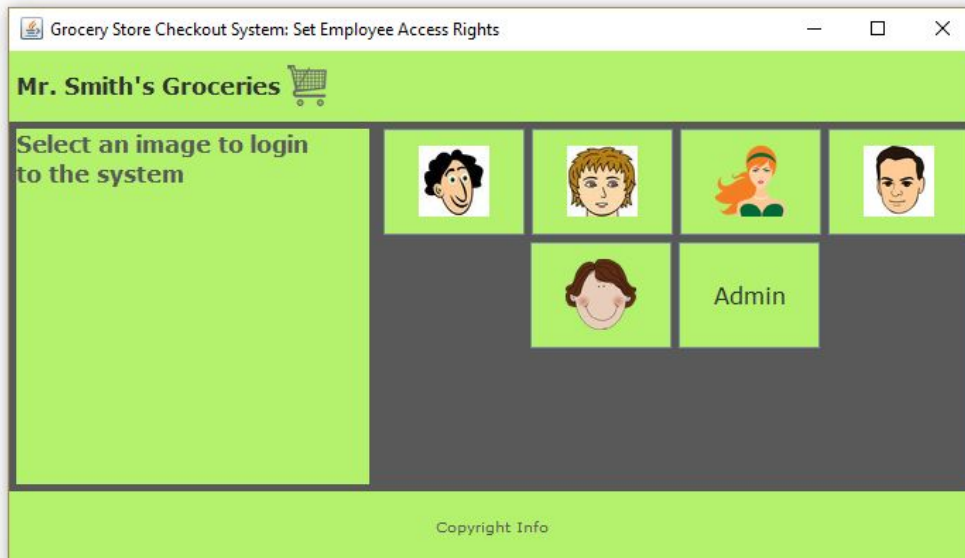 Grocery Store Checkout System: Set Employee Access Rights
Mr. Smith's Groceries
Select an image to login
to the system
Admin
Copyright Info